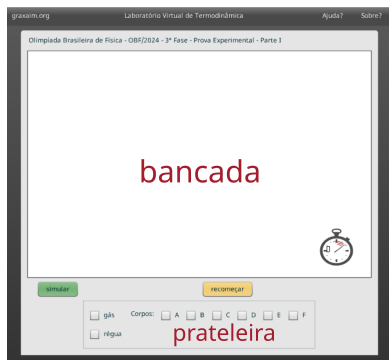 graxaim.org Laboratório Virtual de Termodinâmica Ajuda? Sobre?
Olimpíada Brasileira de Física - OBF/2024 - 3ª Fase - Prova Experimental - Parte I
bancada
simular recomeçar
gás Corpos: A B C D E F
régua prateleira